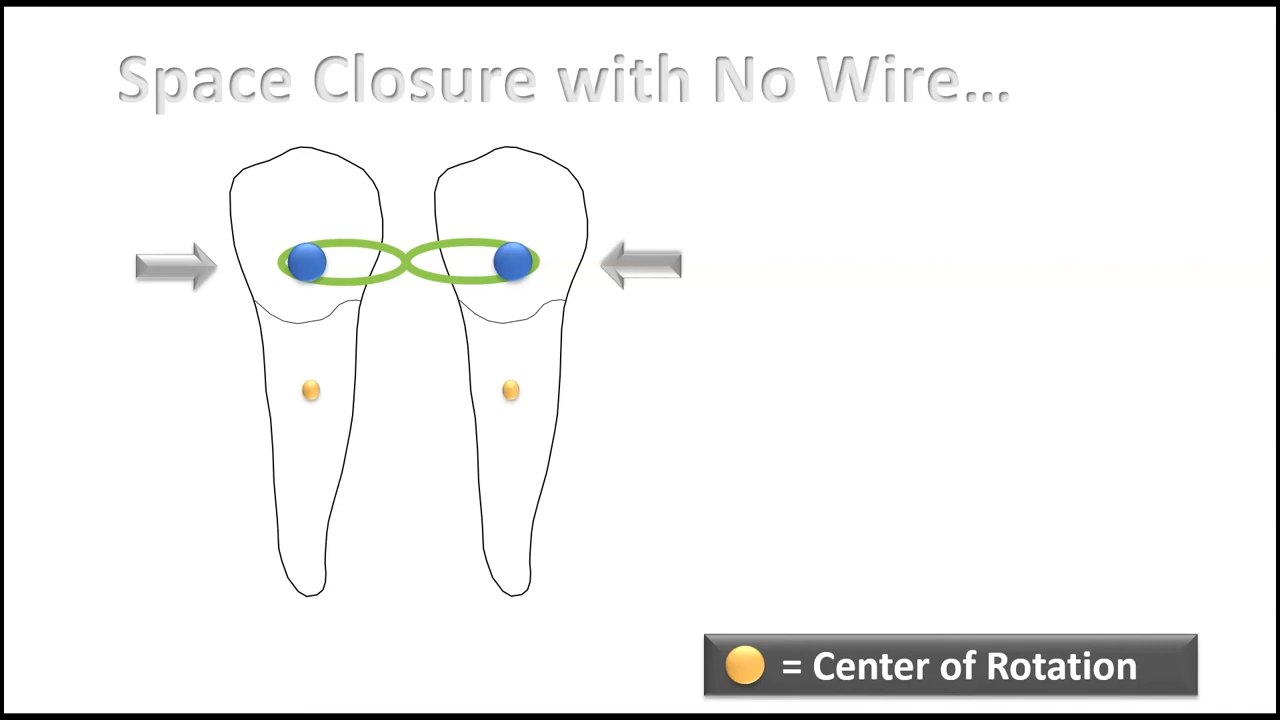 Space Closure with No Wire...
= Center of Rotation